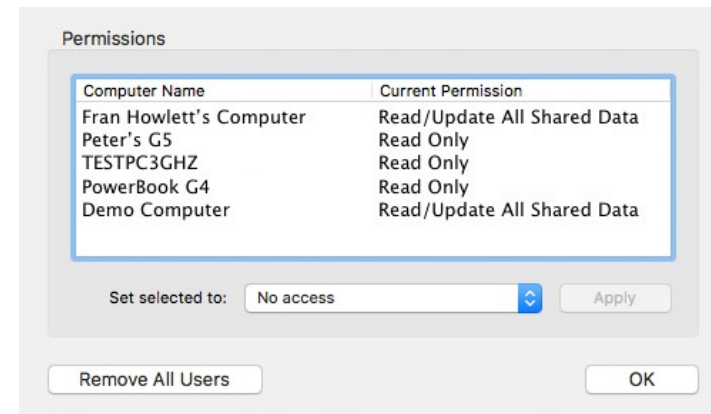 Permissions
Computer Name Current Permission
Fran Howlett's Computer Read/Update All Shared Data
Peter's G5 Read Only
TESTPC3GHZ Read Only
PowerBook G4 Read Only
Demo Computer Read/Update All Shared Data
Set selected to: No access Apply
Remove All Users OK